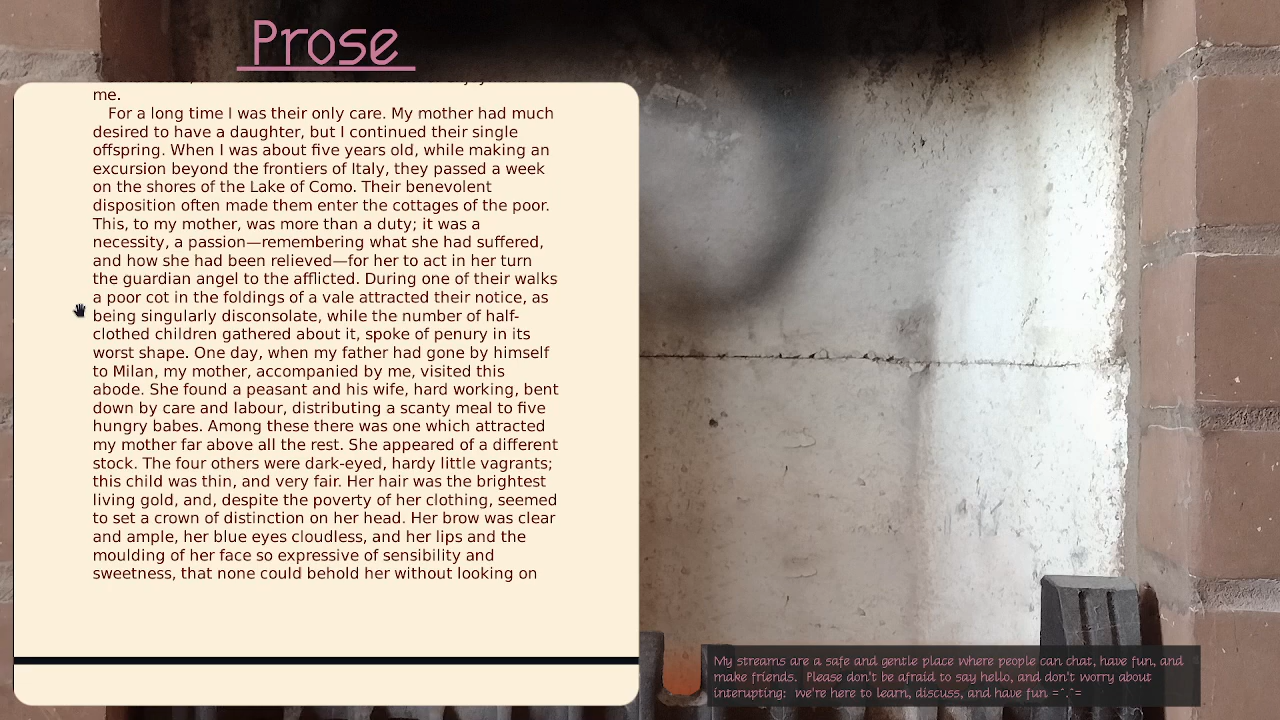 Prose
me.
For a long time I was their only care. My mother had much
desired to have a daughter, but I continued their single
offspring. When I was about five years old, while making an
excursion beyond the frontiers of Italy, they passed a week
on the shores of the Lake of Como. Their benevolent
disposition often made them enter the cottages of the poor.
This, to my mother, was more than a duty; it was a
necessity, a passion—remembering what she had suffered,
and how she had been relieved—for her to act in her turn
the guardian angel to the afflicted. During one of their walks
a poor cot in the foldings of a vale attracted their notice, as
being singularly disconsolate, while the number of half-
clothed children gathered about it, spoke of penury in its
worst shape. One day, when my father had gone by himself
to Milan, my mother, accompanied by me, visited this
abode. She found a peasant and his wife, hard working, bent
down by care and labour, distributing a scanty meal to five
hungry babes. Among these there was one which attracted
my mother far above all the rest. She appeared of a different
stock. The four others were dark-eyed, hardy little vagrants;
this child was thin, and very fair. Her hair was the brightest
living gold, and, despite the poverty of her clothing, seemed
to set a crown of distinction on her head. Her brow was clear
and ample, her blue eyes cloudless, and her lips and the
moulding of her face so expressive of sensibility and
sweetness, that none could behold her without looking on
My streams are a safe and gentle place where people can chat, have fun, and
make friends. Please don't be afraid to say hello, and don't worry about
interupting: we're here to learn, discuss, and have fun =^.^=